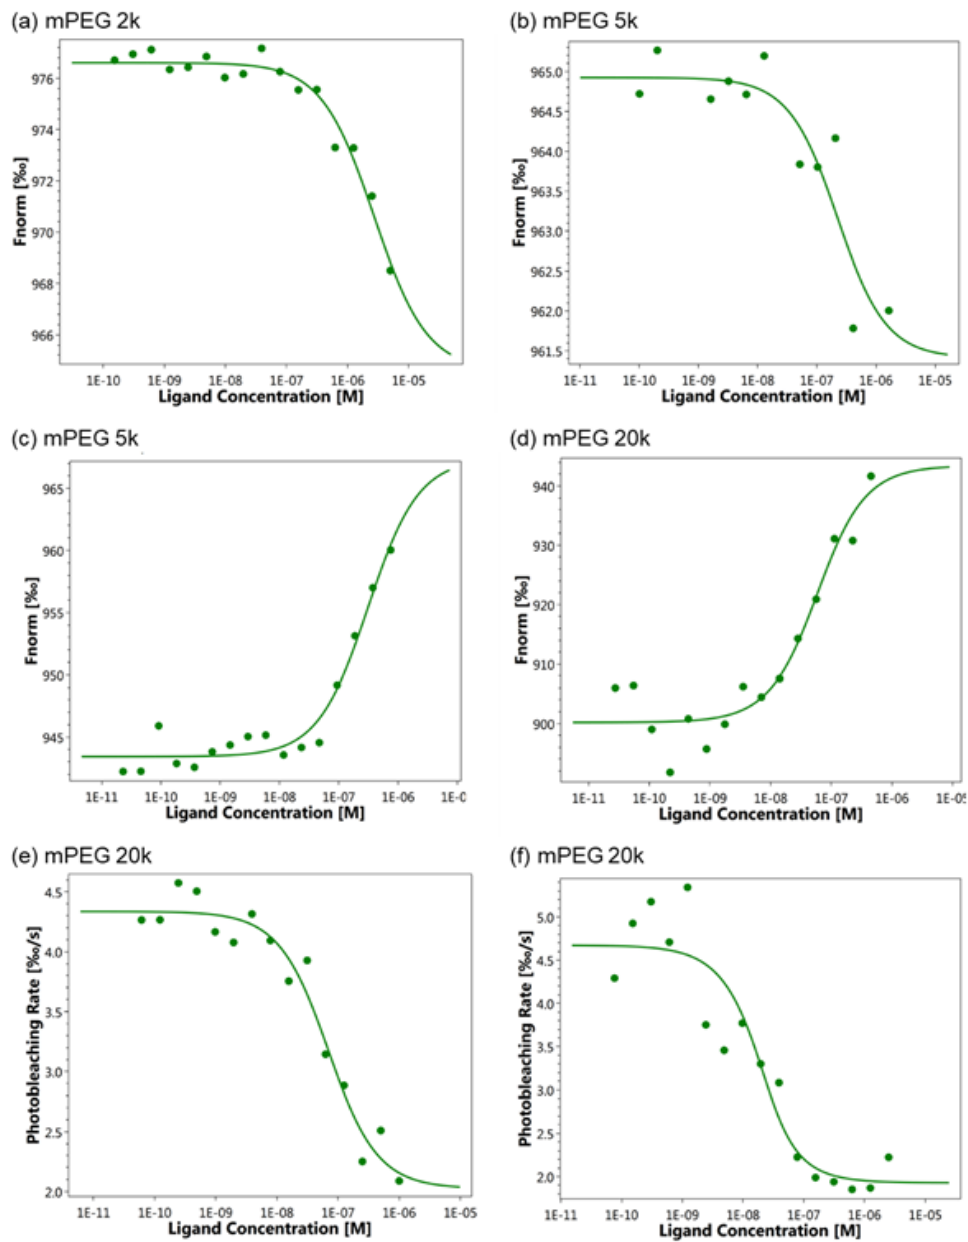 (a) mPEG 2k
(b) mPEG 5k
Fnorm [‰]
976
974
972
970
968
966
1E-10 1E-09 1E-08 1E-07 1E-06 1E-05
Ligand Concentration [M]
Fnorm [‰]
965.0
964.5
964.0
963.5
963.0
962.5
962.0
961.5
1E-11 1E-10 1E-09 1E-08 1E-07 1E-06 1E-05
Ligand Concentration [M]
(c) mPEG 5k
(d) mPEG 20k
Fnorm [‰]
965
960
955
950
945
1E-11 1E-10 1E-09 1E-08 1E-07 1E-06 1E-0
Ligand Concentration [M]
Fnorm [‰]
940
930
920
910
900
1E-11 1E-10 1E-09 1E-08 1E-07 1E-06 1E-05
Ligand Concentration [M]
(e) mPEG 20k
(f) mPEG 20k
Photobleaching Rate [‰/s]
4.5
4.0
3.5
3.0
2.5
2.0
1E-11 1E-10 1E-09 1E-08 1E-07 1E-06 1E-05
Ligand Concentration [M]
Photobleaching Rate [‰/s]
5.0
4.5
4.0
3.5
3.0
2.5
2.0
1E-11 1E-10 1E-09 1E-08 1E-07 1E-06 1E-05
Ligand Concentration [M]